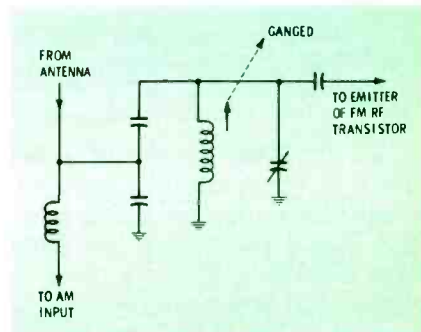 GANGED
FROM
ANTENNA
TO EMITTER
OF FM RF
TRANSISTOR
TO AM
INPUT